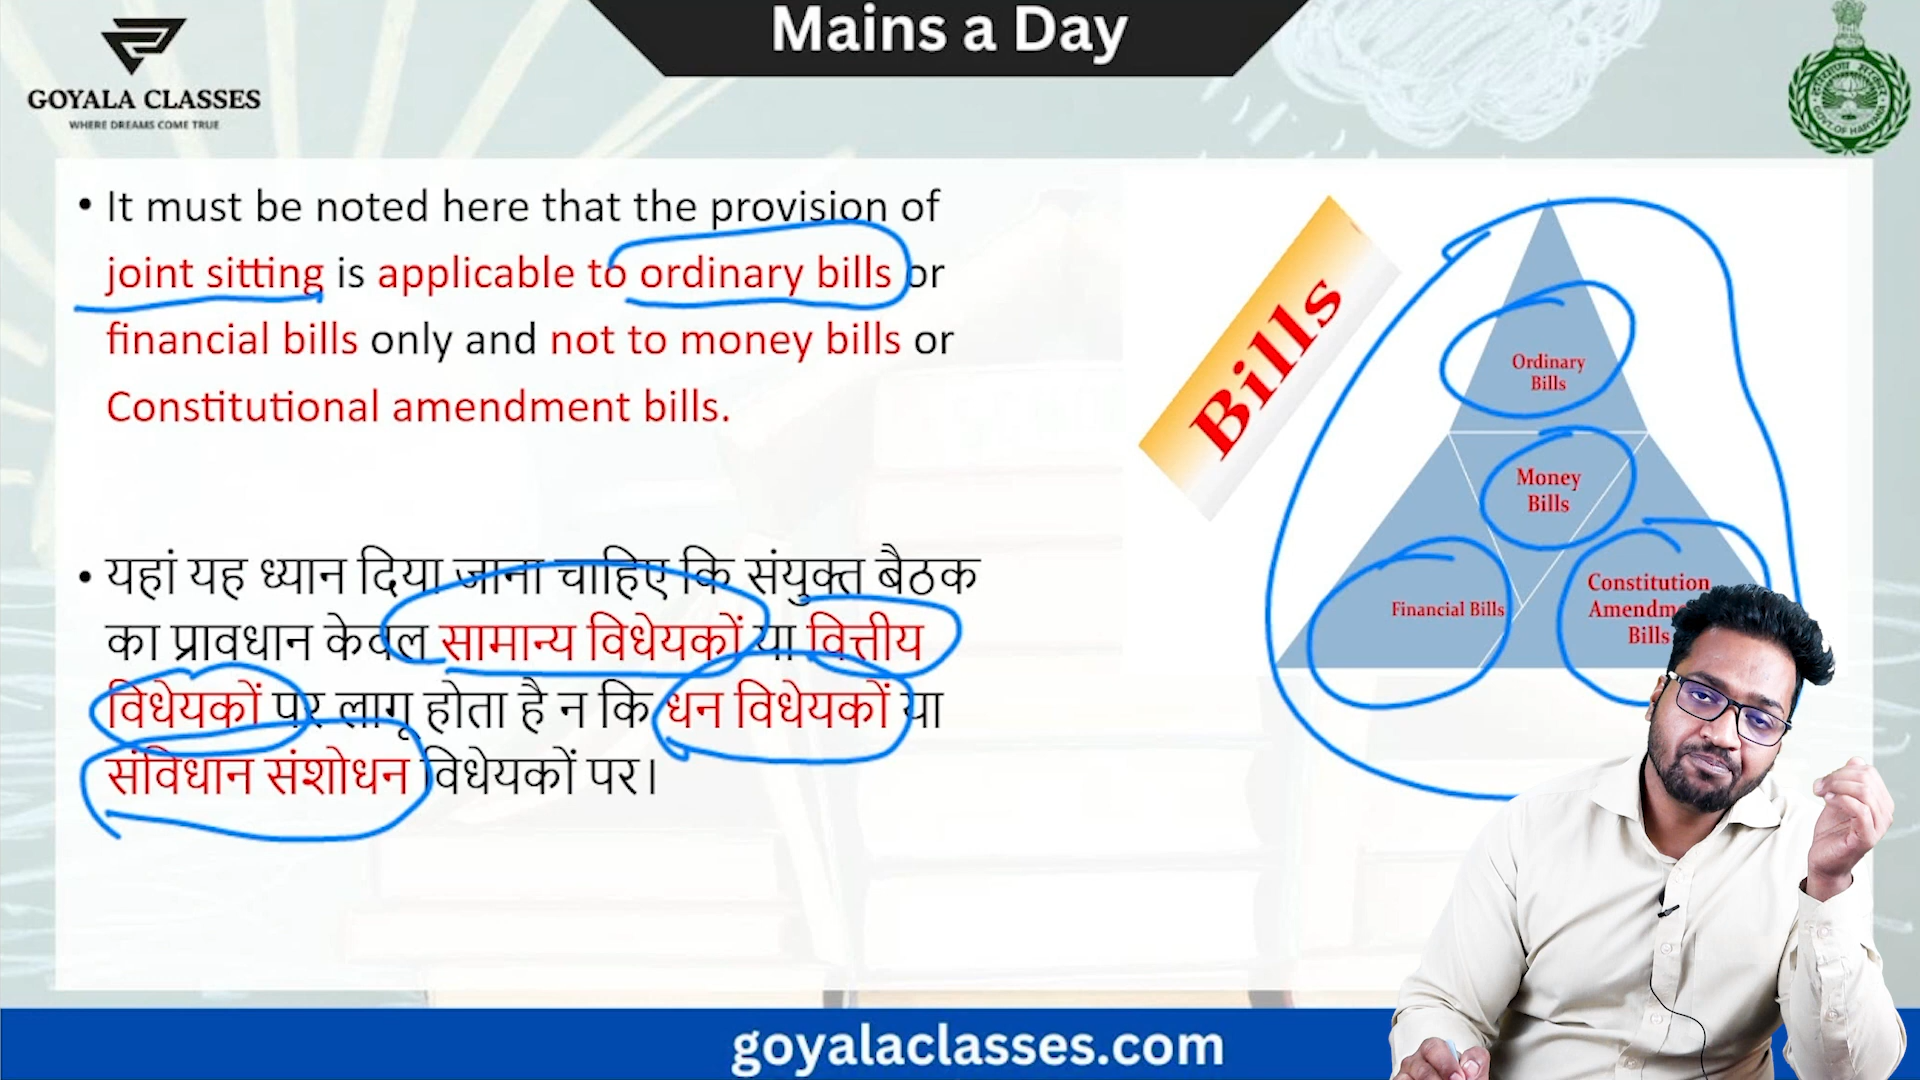 Mains a Day
GOYALA CLASSES
WHERE DREAMS COME TRUE
• It must be noted here that the provision of
joint sitting is applicable to ordinary bills or
financial bills only and not to money bills or
Constitutional amendment bills.
• यहां यह ध्यान दिया जाना चाहिए कि संयुक्त बैठक
का प्रावधान केवल सामान्य विधेयकों या वित्तीय
विधेयकों पर लागू होता है न कि धन विधेयकों या
संविधान संशोधन विधेयकों पर।
Bills
Ordinary
Bills
Money
Bills
Financial Bills
Constitution
Bills
goyalaclasses.com